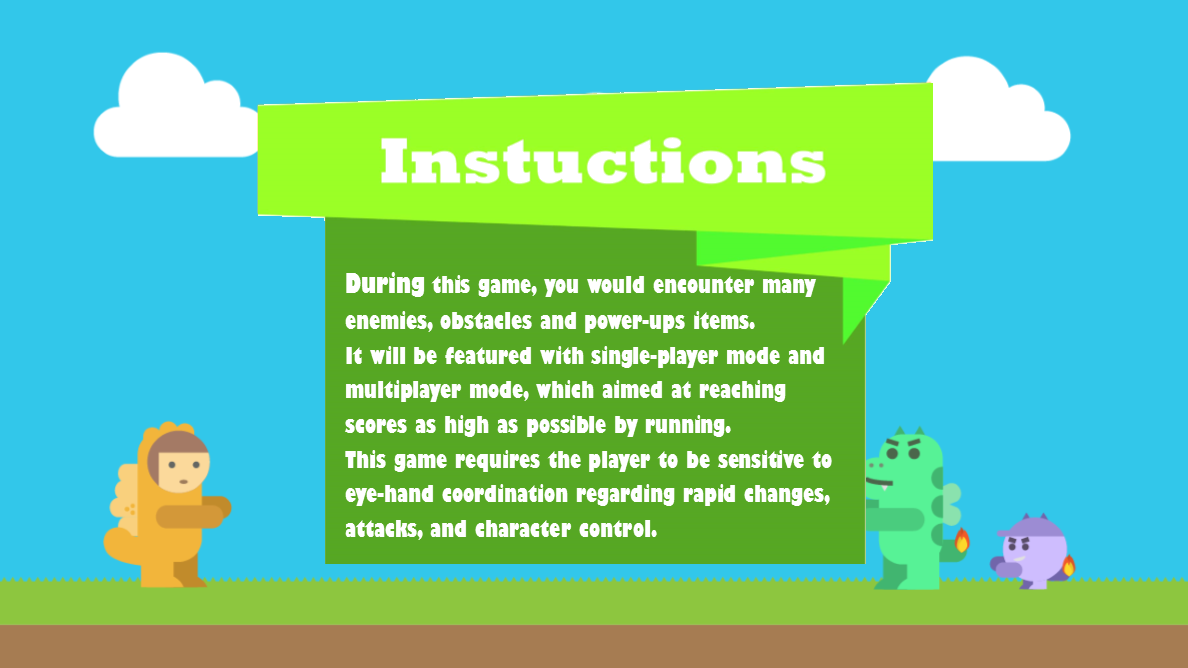 Instuctions
During this game, you would encounter many
enemies, obstacles and power-ups items.
It will be featured with single-player mode and
multiplayer mode, which aimed at reaching
scores as high as possible by running.
This game requires the player to be sensitive to
eye-hand coordination regarding rapid changes,
attacks, and character control.